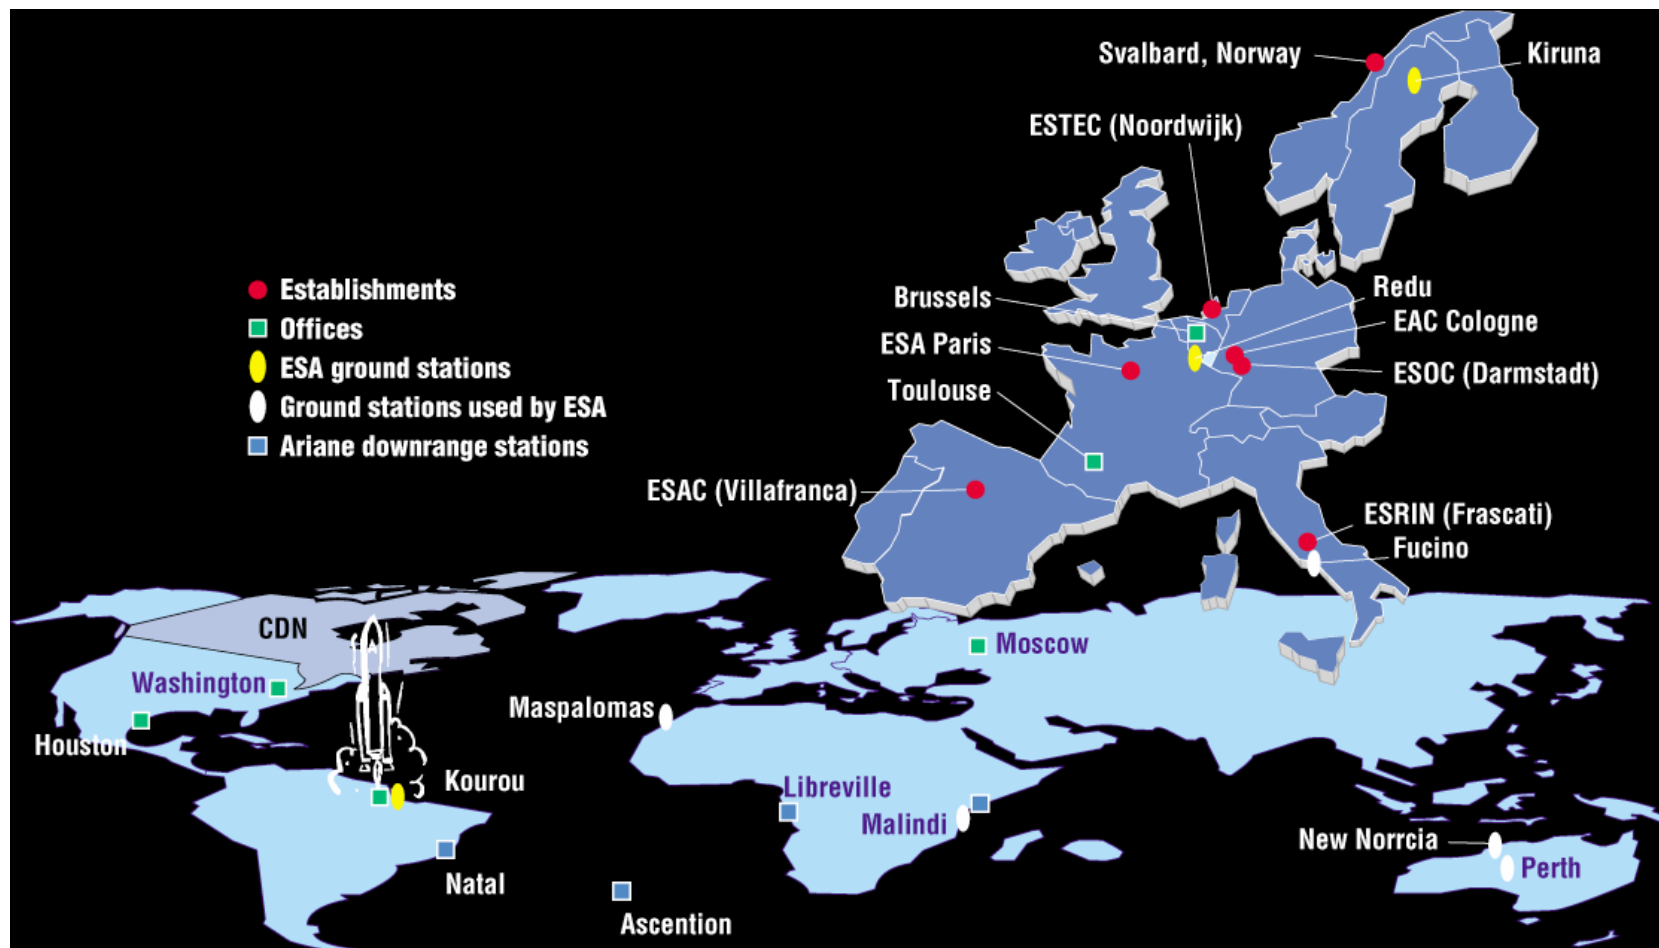 Svalbard, Norway
Kiruna
ESTEC (Noordwijk)
Establishments
Offices
ESA ground stations
Ground stations used by ESA
Ariane downrange stations
Brussels
Redu
EAC Cologne
ESA Paris
ESOC (Darmstadt)
Toulouse
ESAC (Villafranca)
ESRIN (Frascati)
Fucino
CDN
A
Moscow
Washington
Maspalomas
Houston
Kourou
Libreville
Malindi
New Norrcia
Perth
Natal
Ascention